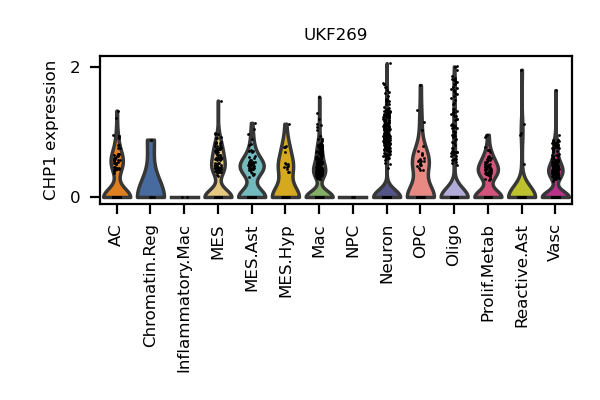 UKF269
CHP1 expression
2
0
AC
Chromatin.Reg
Inflammatory.Mac
MES
MES.Ast
MES.Hyp
Mac
NPC
Neuron
OPC
Oligo
Prolif.Metab
Reactive.Ast
Vasc